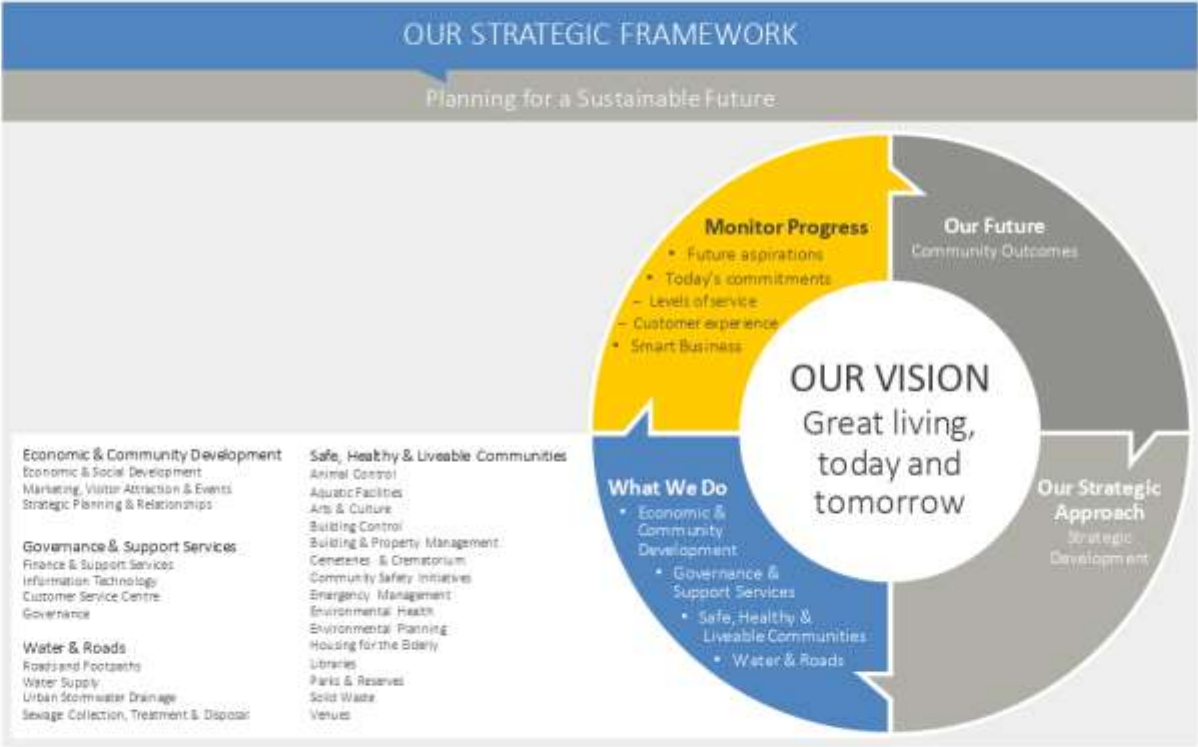 OUR STRATEGIC FRAMEWORK
Planning for a Sustainable Future
Monitor Progress
• Future aspirations
• Today's commitments
– Levels of service
– Customer experience
• Smart Business
Our Future
Community Outcomes
OUR VISION
Great living,
today and
tomorrow
Our Strategic
Approach
Strategic
Development
What We Do
• Economic &
Community
Development
• Governance &
Support Services
• Safe, Healthy &
Liveable Communities
• Water & Roads
Economic & Community Development
Economic & Social Development
Marketing, Visitor Attraction & Events
Strategic Planning & Relationships
Governance & Support Services
Finance & Support Services
Information Technology
Customer Service Centre
Governance
Water & Roads
Roads and Footpaths
Water Supply
Urban Stormwater Drainage
Sewage Collection, Treatment & Disposal
Safe, Healthy & Liveable Communities
Animal Control
Aquatic Facilities
Arts & Culture
Building Control
Building & Property Management
Cemeteries & Crematorium
Community Safety Initiatives
Emergency Management
Environmental Health
Environmental Planning
Housing for the Elderly
Libraries
Parks & Reserves
Solid Waste
Venues